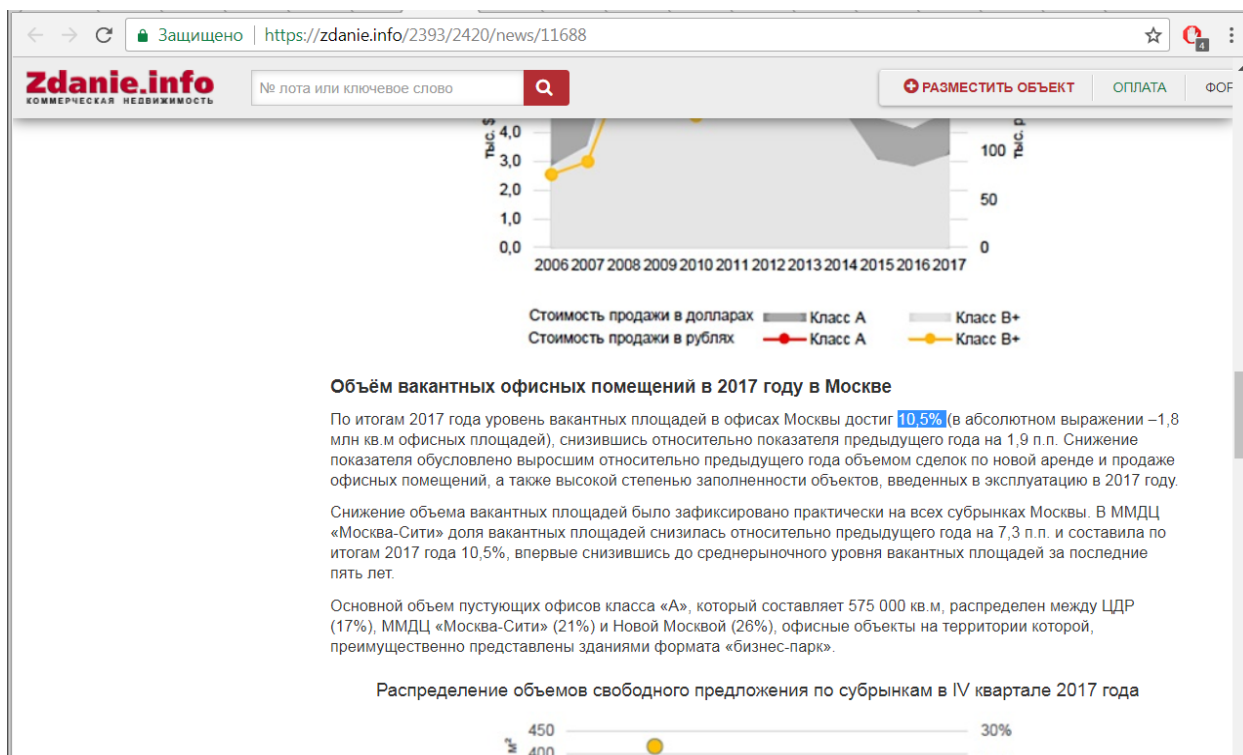 Защищено https://zdanie.info/2393/2420/news/11688
4
Zdanie.info
КОММЕРЧЕСКАЯ НЕДВИЖИМОСТЬ
№ лота или ключевое слово
РАЗМЕСТИТЬ ОБЪЕКТ
ОПЛАТА
ФОР
тыс. $
4,0
3,0
2,0
1,0
0,0
100
50
0
тыс. р
2006 2007 2008 2009 2010 2011 2012 2013 2014 2015 2016 2017
Стоимость продажи в долларах Класс A Класс B+
Стоимость продажи в рублях Класс A Класс B+
Объём вакантных офисных помещений в 2017 году в Москве
По итогам 2017 года уровень вакантных площадей в офисах Москвы достиг 10,5% (в абсолютном выражении –1,8
млн кв.м офисных площадей), снизившись относительно показателя предыдущего года на 1,9 п.п. Снижение
показателя обусловлено выросшим относительно предыдущего года объемом сделок по новой аренде и продаже
офисных помещений, а также высокой степенью заполненности объектов, введенных в эксплуатацию в 2017 году.
Снижение объема вакантных площадей было зафиксировано практически на всех субрынках Москвы. В ММДЦ
«Москва-Сити» доля вакантных площадей снизилась относительно предыдущего года на 7,3 п.п. и составила по
итогам 2017 года 10,5%, впервые снизившись до среднерыночного уровня вакантных площадей за последние
пять лет.
Основной объем пустующих офисов класса «А», который составляет 575 000 кв.м, распределен между ЦДР
(17%), ММДЦ «Москва-Сити» (21%) и Новой Москвой (26%), офисные объекты на территории которой,
преимущественно представлены зданиями формата «бизнес-парк».
Распределение объемов свободного предложения по субрынкам в IV квартале 2017 года
450
30%
400
м²